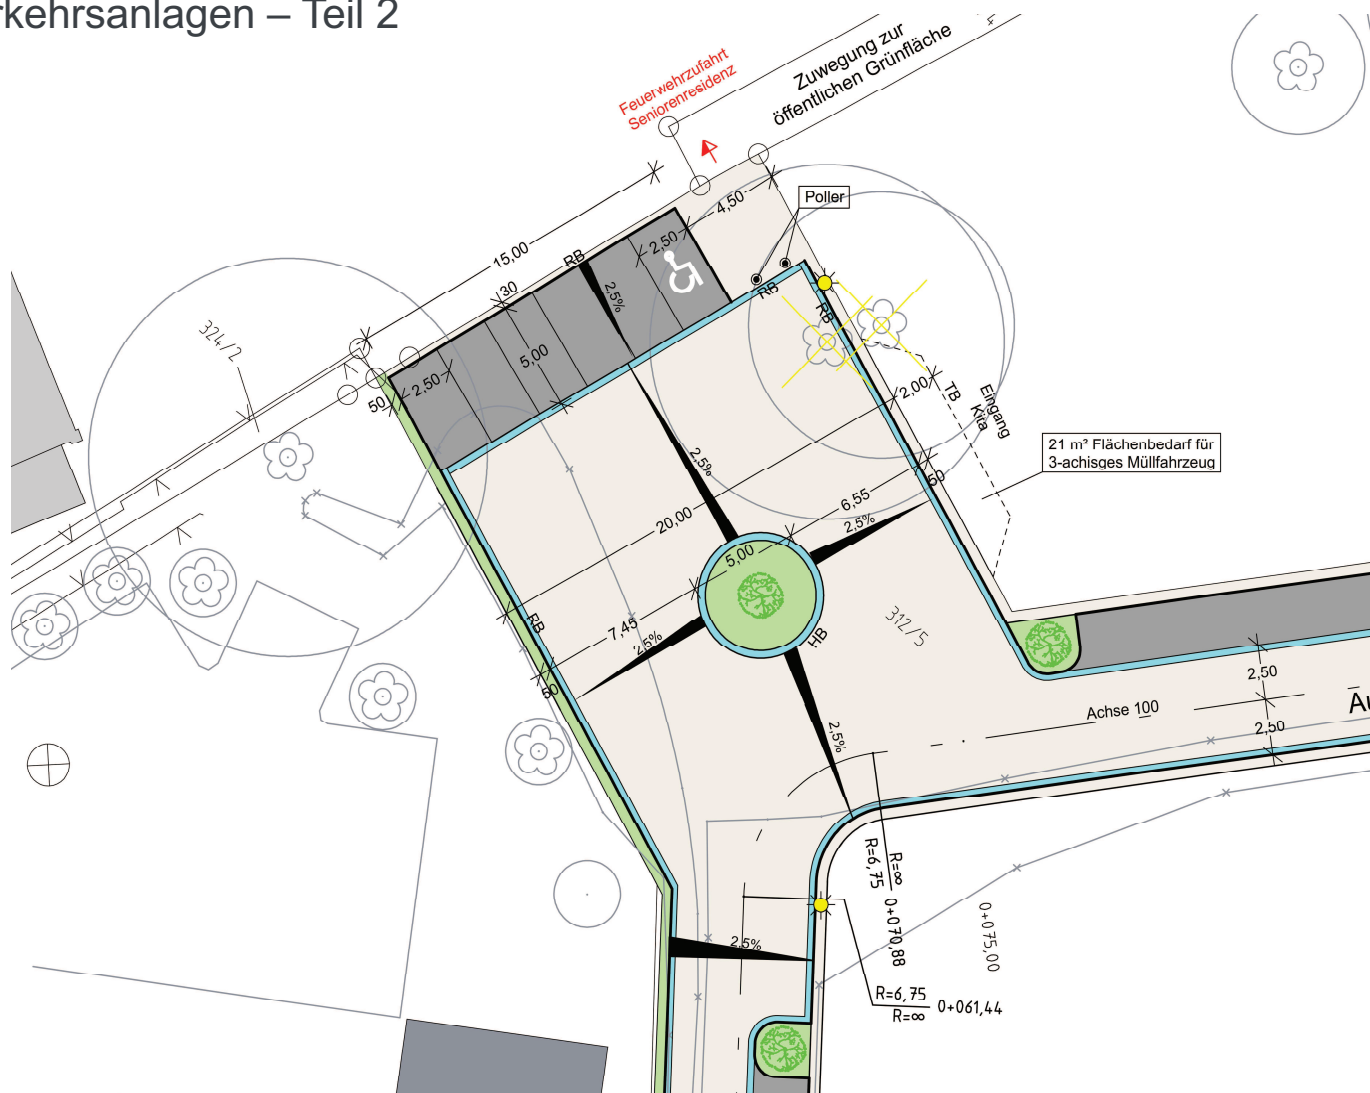 rkehrsanlagen – Teil 2
Feuerwehrzufahrt
Seniorenresidenz
Zuwegung zur
öffentlichen Grünfläche
Poller
4,50
15,00
RB
2,50
30
2,5%
RB
RB
324/2
5,00
2,50
50
2,00
TB
Eingang
Kita
21 m² Flächenbedarf für
3-achisges Müllfahrzeug
2,5%
50
6,55
2,5%
20,00
5,00
RB
7,45
2,5%
HB
312/5
50
2,50
Achse 100
2,50
2,5%
R=∞
R=6,75
0+070,88
0+075,00
2,5%
R=6,75
R=∞
0+061,44